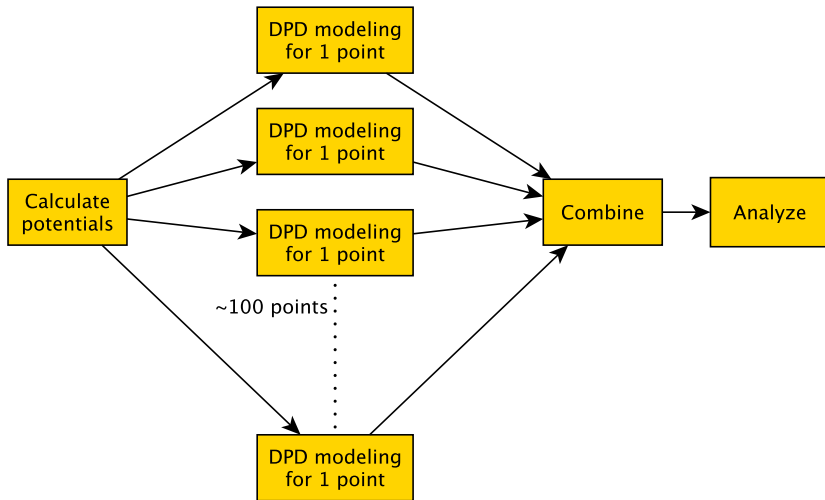 DPD modeling
for 1 point
DPD modeling
for 1 point
Calculate
potentials
Combine
Analyze
DPD modeling
for 1 point
~100 points
DPD modeling
for 1 point